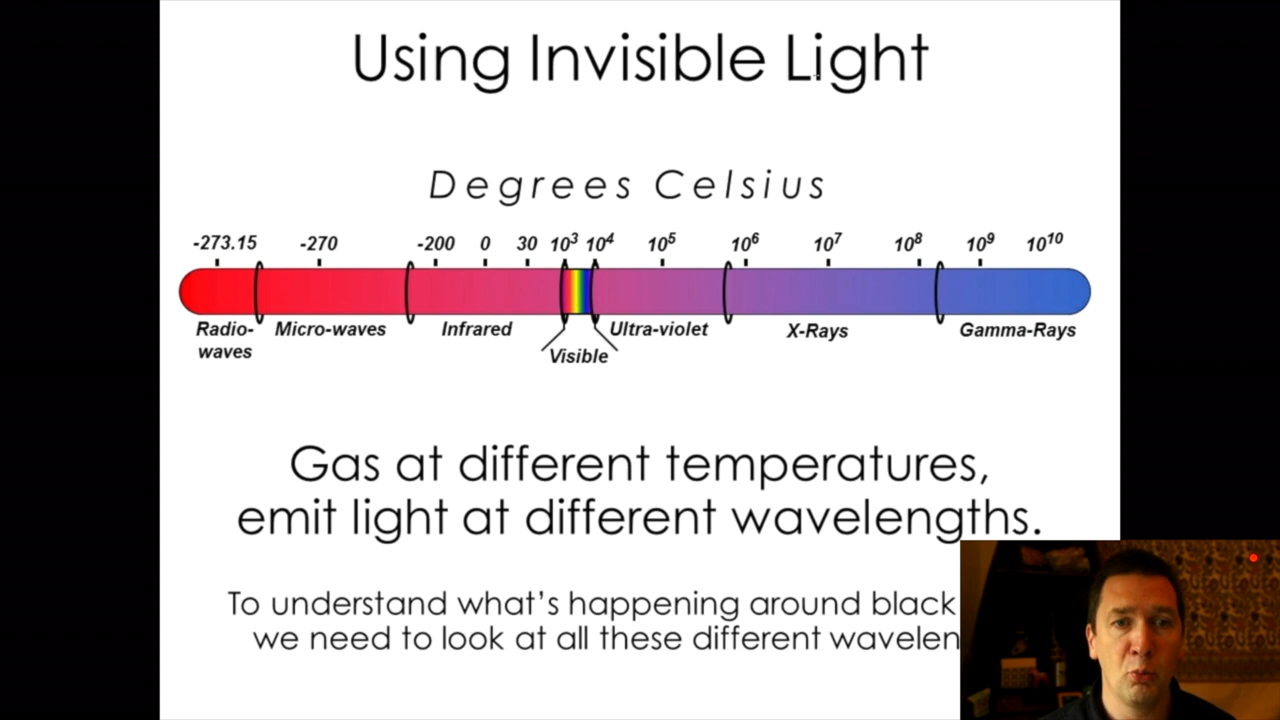 Using Invisible Light
Degrees Celsius
-273.15 -270 -200 0 30 10³ 10⁴ 10⁵ 10⁶ 10⁷ 10⁸ 10⁹ 10¹⁰
Radio- Micro-waves Infrared Ultra-violet X-Rays Gamma-Rays
waves
Visible
Gas at different temperatures,
emit light at different wavelengths.
To understand what's happening around black
we need to look at all these different wavelen